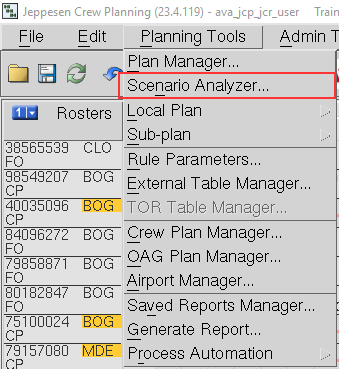 Jeppesen Crew Planning (23.4.119) - ava_jcp_jcr_user Train
File Edit Planning Tools Admin T
Plan Manager...
Scenario Analyzer...
1 Rosters
Local Plan
Sub-plan
Rule Parameters...
External Table Manager...
TOR Table Manager...
Crew Plan Manager...
OAG Plan Manager...
Airport Manager...
Saved Reports Manager...
Generate Report...
Process Automation
38565539 CLO
FO
98549207 BOG
CP
40035096 BOG
CP
84096272 BOG
FO
79858871 BOG
FO
80182847 BOG
FO
75100024 BOG
CP
79157080 MDE
CP